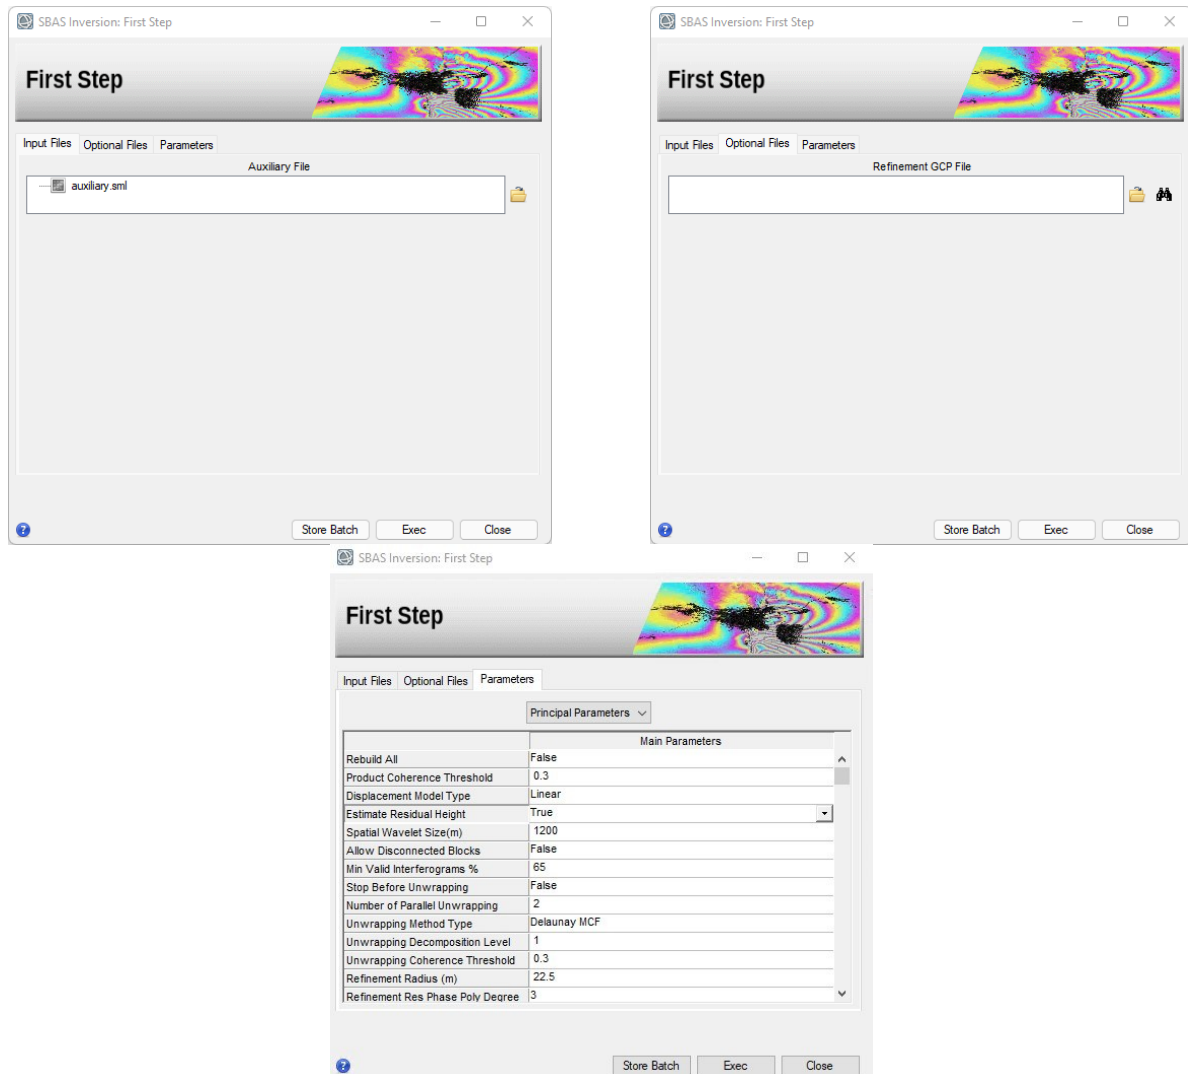 SBAS Inversion: First Step
First Step
Input Files Optional Files Parameters
Auxiliary File
auxiliary.sml
Store Batch Exec Close
SBAS Inversion: First Step
First Step
Input Files Optional Files Parameters
Refinement GCP File
Store Batch Exec Close
SBAS Inversion: First Step
First Step
Input Files Optional Files Parameters
Principal Parameters
Main Parameters
Rebuild All False
Product Coherence Threshold 0.3
Displacement Model Type Linear
Estimate Residual Height True
Spatial Wavelet Size(m) 1200
Allow Disconnected Blocks False
Min Valid Interferograms % 65
Stop Before Unwrapping False
Number of Parallel Unwrapping 2
Unwrapping Method Type Delaunay MCF
Unwrapping Decomposition Level 1
Unwrapping Coherence Threshold 0.3
Refinement Radius (m) 22.5
Refinement Res Phase Poly Degree 3
Store Batch Exec Close